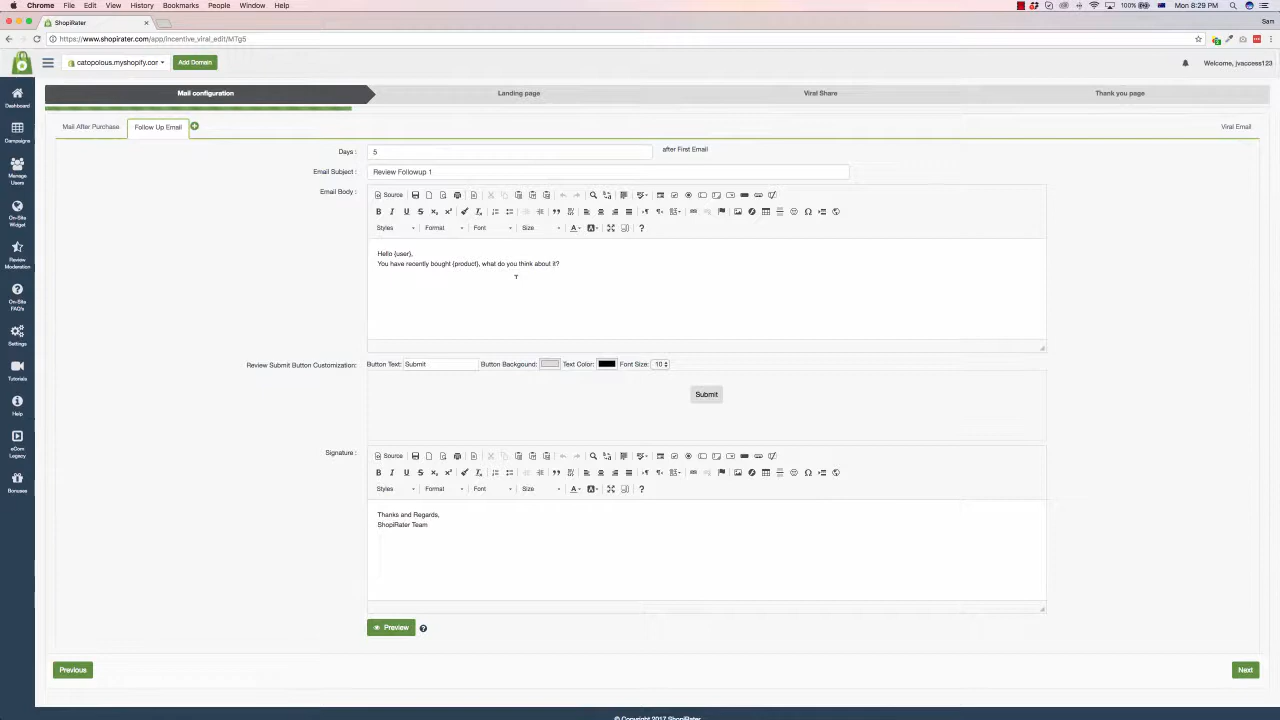 Chrome File Edit View History Bookmarks People Window Help 100% Mon 8:29 PM
ShopiRater Sam
https://www.shopirater.com/app/incentive_viral_edit/MTg5
catopolous.myshopify.cor Add Domain Welcome, jvaccess123
Mail configuration Landing page Viral Share Thank you page
Dashboard
Campaigns
Manage Users
On-Site Widget
Review Moderation
On-Site FAQ's
Settings
Tutorials
Help
eCom Legacy
Bonuses
Mail After Purchase Follow Up Email Viral Email
Days : 5 after First Email
Email Subject : Review Followup 1
Email Body :
Source
Styles Format Font Size
Hello {user},
You have recently bought {product}, what do you think about it?
Review Submit Button Customization: Button Text: Submit Button Background: Text Color: Font Size: 10
Submit
Signature :
Source
Styles Format Font Size
Thanks and Regards,
ShopiRater Team
Preview
Previous Next
© Copyright 2017 ShopiRater